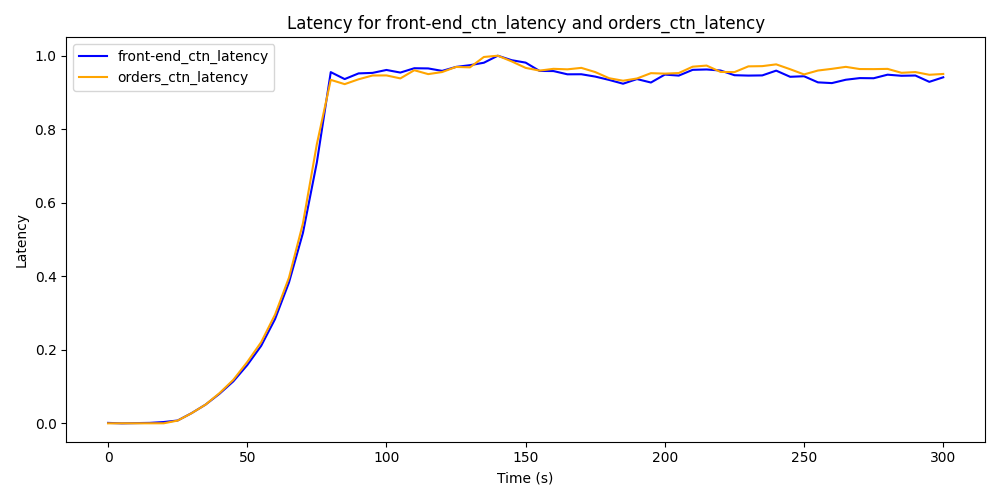 Latency for front-end_ctn_latency and orders_ctn_latency
front-end_ctn_latency
orders_ctn_latency
1.0
0.8
0.6
0.4
0.2
0.0
Latency
0 50 100 150 200 250 300
Time (s)